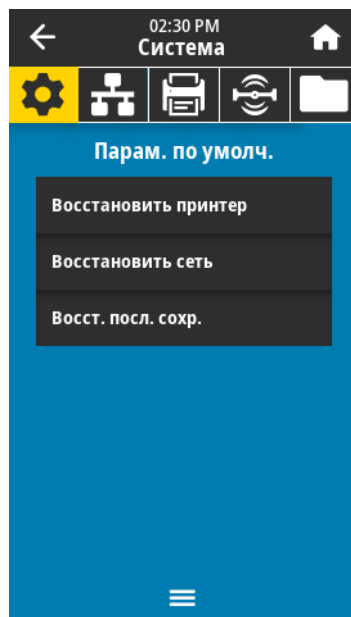 02:30 PM
Система
Парам. по умолч.
Восстановить принтер
Восстановить сеть
Восст. посл. сохр.